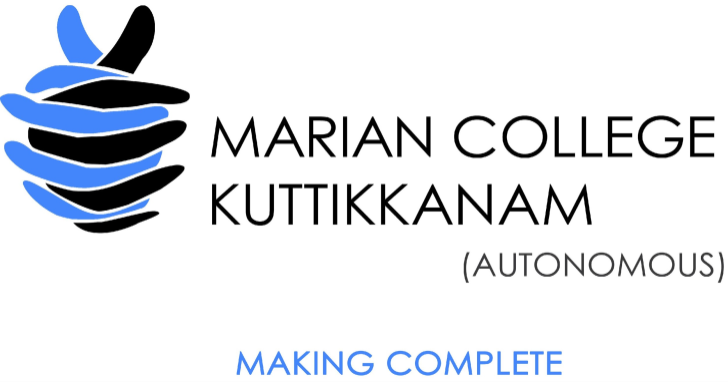 MARIAN COLLEGE
KUTTIKKANAM
(AUTONOMOUS)
MAKING COMPLETE